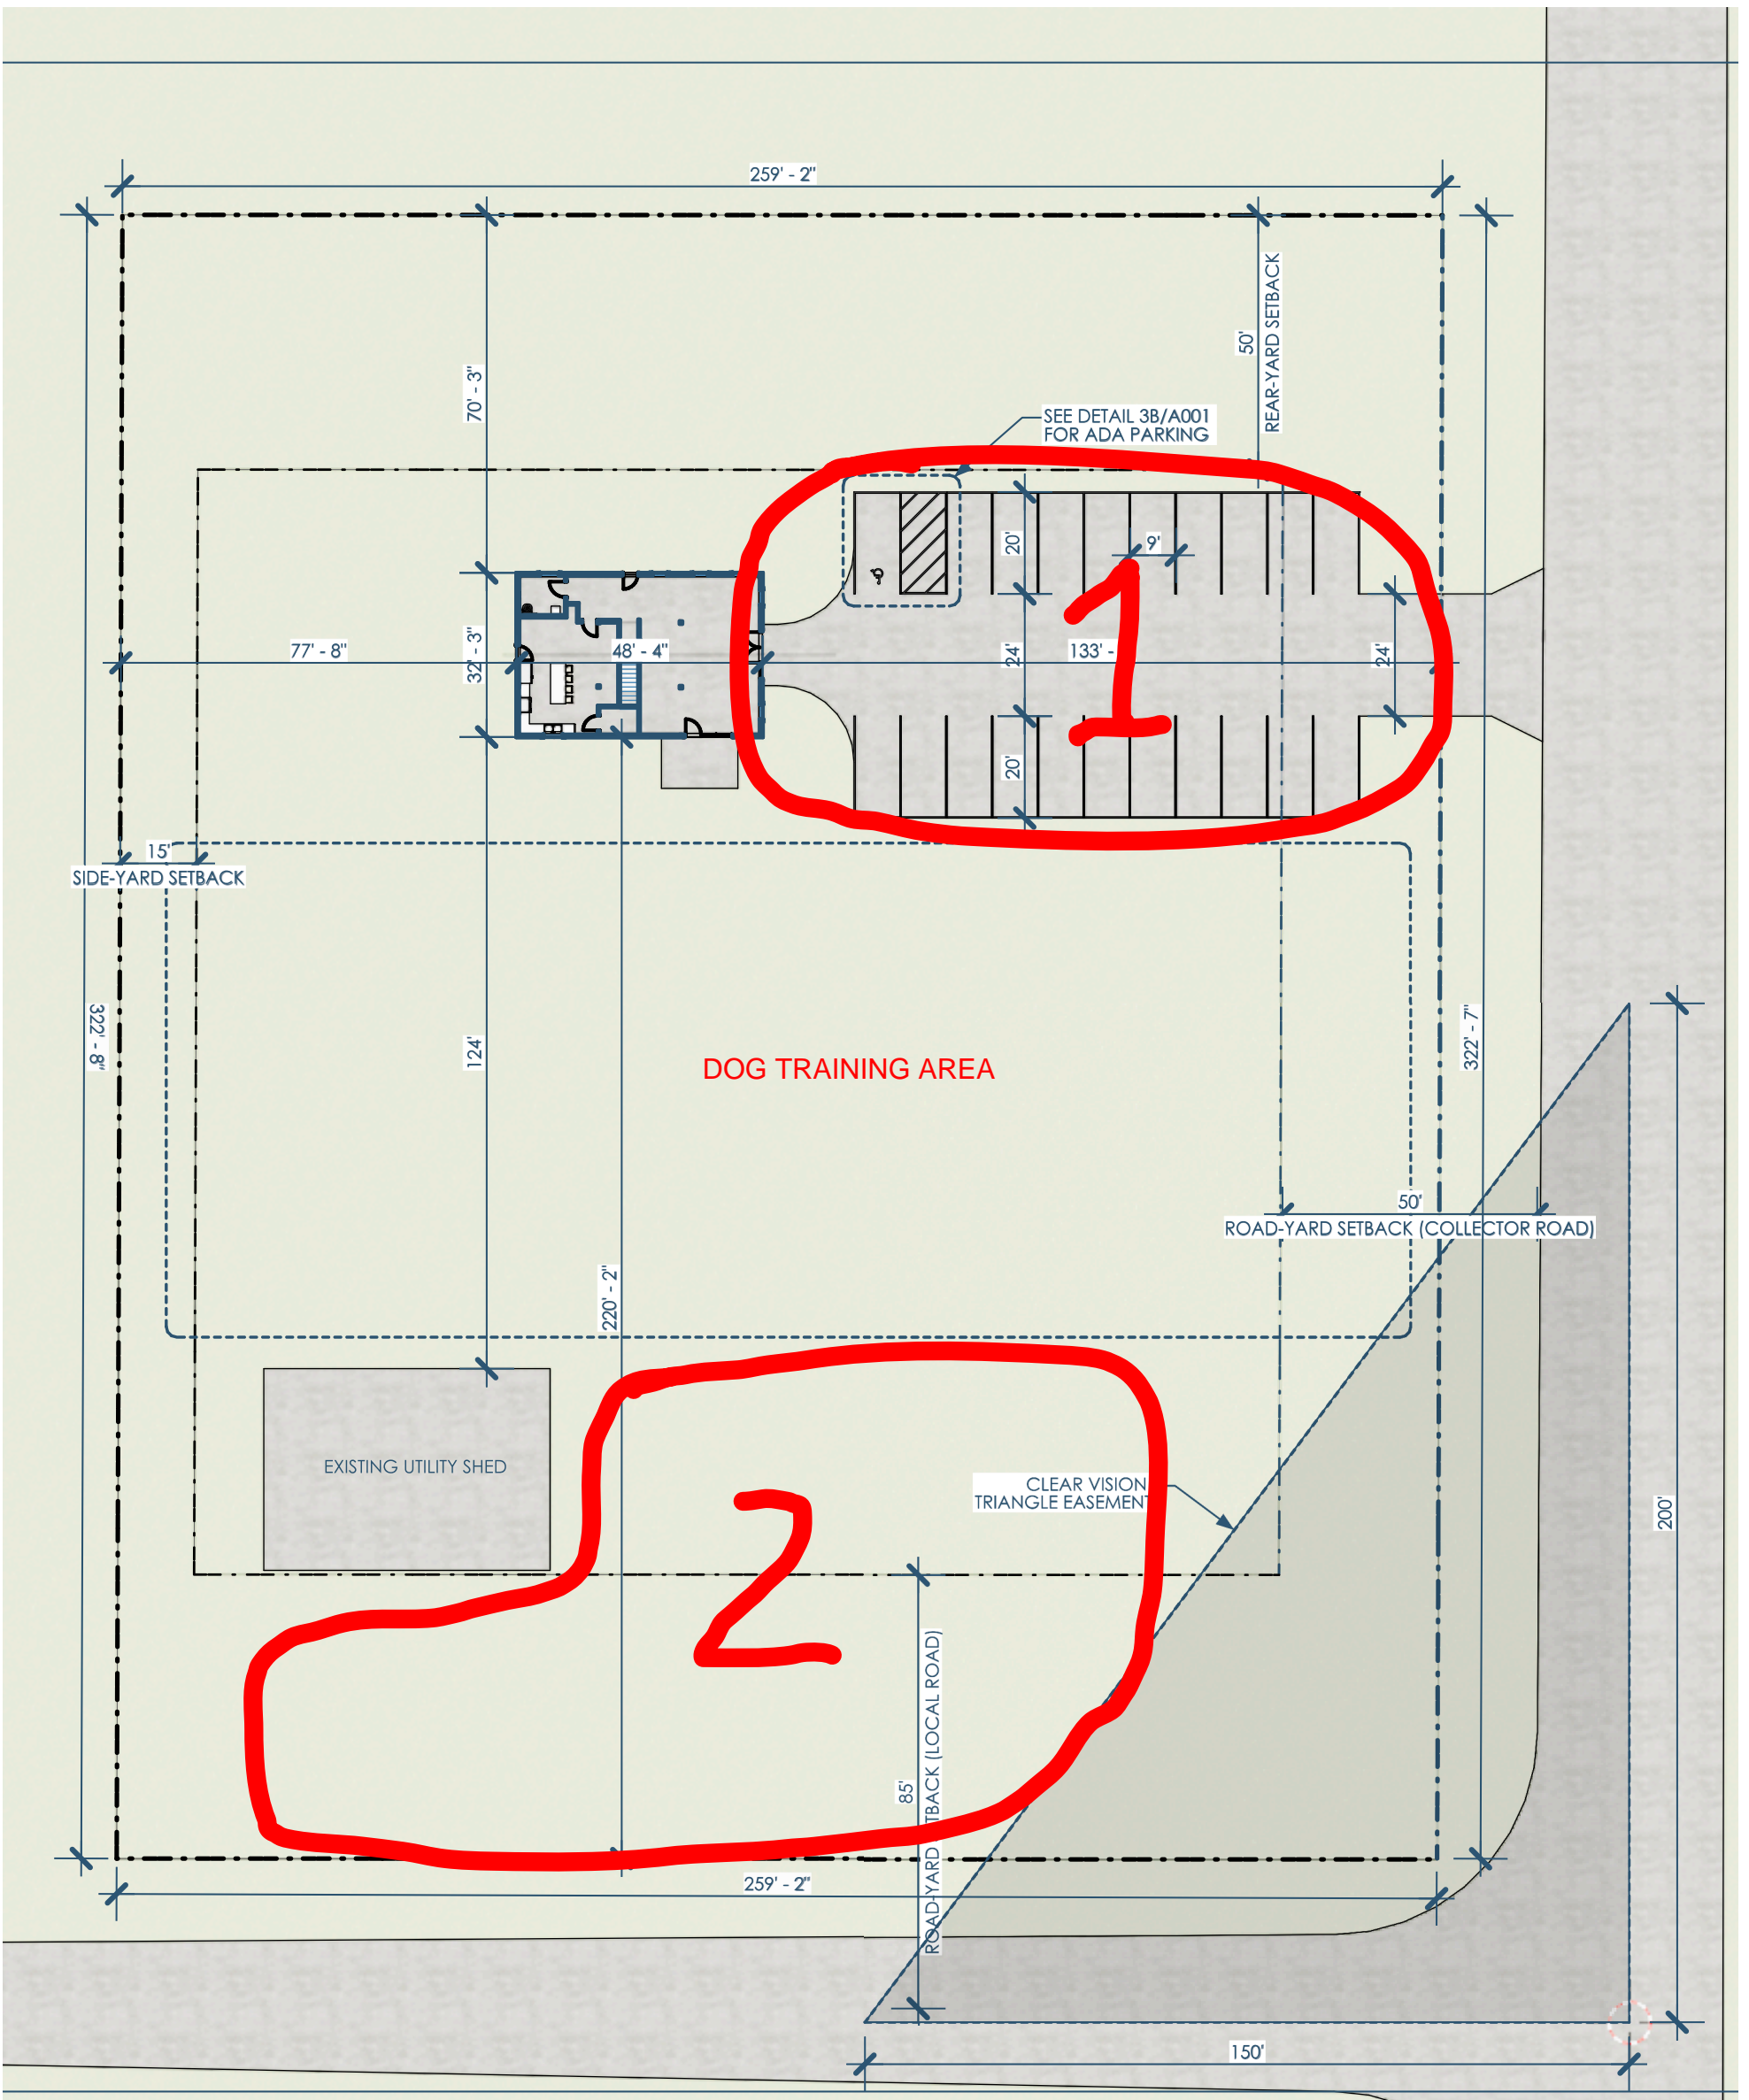 259' - 2"
70' - 3"
50'
REAR-YARD SETBACK
SEE DETAIL 3B/A001
FOR ADA PARKING
20'
9'
1
77' - 8"
32' - 3"
48' - 4"
24'
133' -
24'
20'
15'
SIDE-YARD SETBACK
322' - 8"
124'
DOG TRAINING AREA
322' - 7"
50'
ROAD-YARD SETBACK (COLLECTOR ROAD)
220' - 2"
EXISTING UTILITY SHED
CLEAR VISION
TRIANGLE EASEMENT
200'
2
85'
ROAD-YARD SETBACK (LOCAL ROAD)
259' - 2"
150'